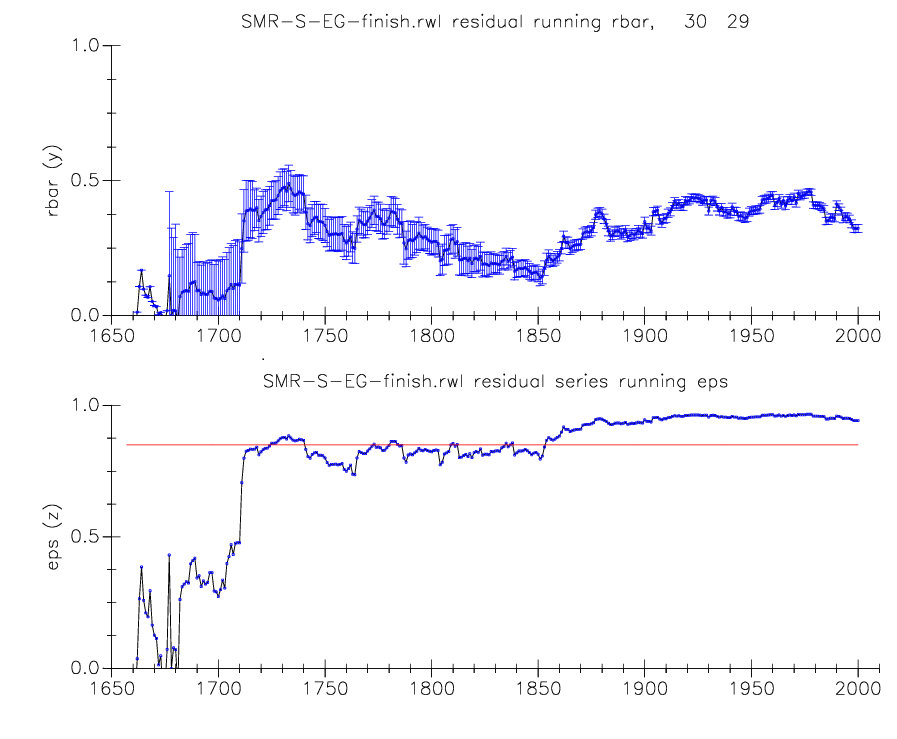 SMR-S-EG-finish.rwl residual running rbar, 30 29
1.0
0.5
0.0
rbar (y)
1650 1700 1750 1800 1850 1900 1950 2000
SMR-S-EG-finish.rwl residual series running eps
1.0
0.5
0.0
eps (z)
1650 1700 1750 1800 1850 1900 1950 2000